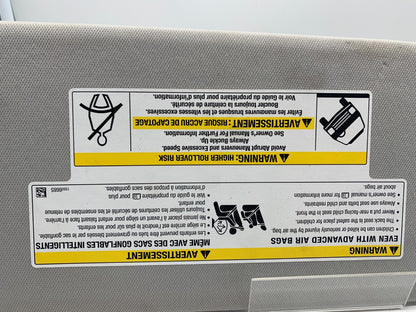 WARNING
EVEN WITH ADVANCED AIR BAGS
• Children can be killed or seriously injured by the air bag.
• The back seat is the safest place for children.
• Never put a rear-facing child seat in the front.
• Always use seat belts and child restraints.
• See owner's manual for more information about air bags.
AVERTISSEMENT
MÊME AVEC DES SACS GONFLABLES INTELLIGENTS
• Les enfants peuvent être tués ou gravement blessés par le sac gonflable.
• Le siège arrière est l'endroit le plus sûr pour les enfants.
• Ne jamais placer à l'avant un siège pour enfant faisant face à l'arrière.
• Toujours utiliser les ceintures de sécurité et les ensembles de retenue pour enfant.
• Voir le guide du propriétaire pour plus d'information à propos des sacs gonflables.
WARNING: HIGHER ROLLOVER RISK
Avoid Abrupt Maneuvers and Excessive Speed.
Always Buckle Up.
See Owner's Manual For Further Information.
AVERTISSEMENT: RISQUE ACCRU DE CAPOTAGE
Éviter les manœuvres brusques et les vitesses excessives.
Boucler toujours la ceinture de sécurité.
Voir le Guide du propriétaire pour plus d'information.